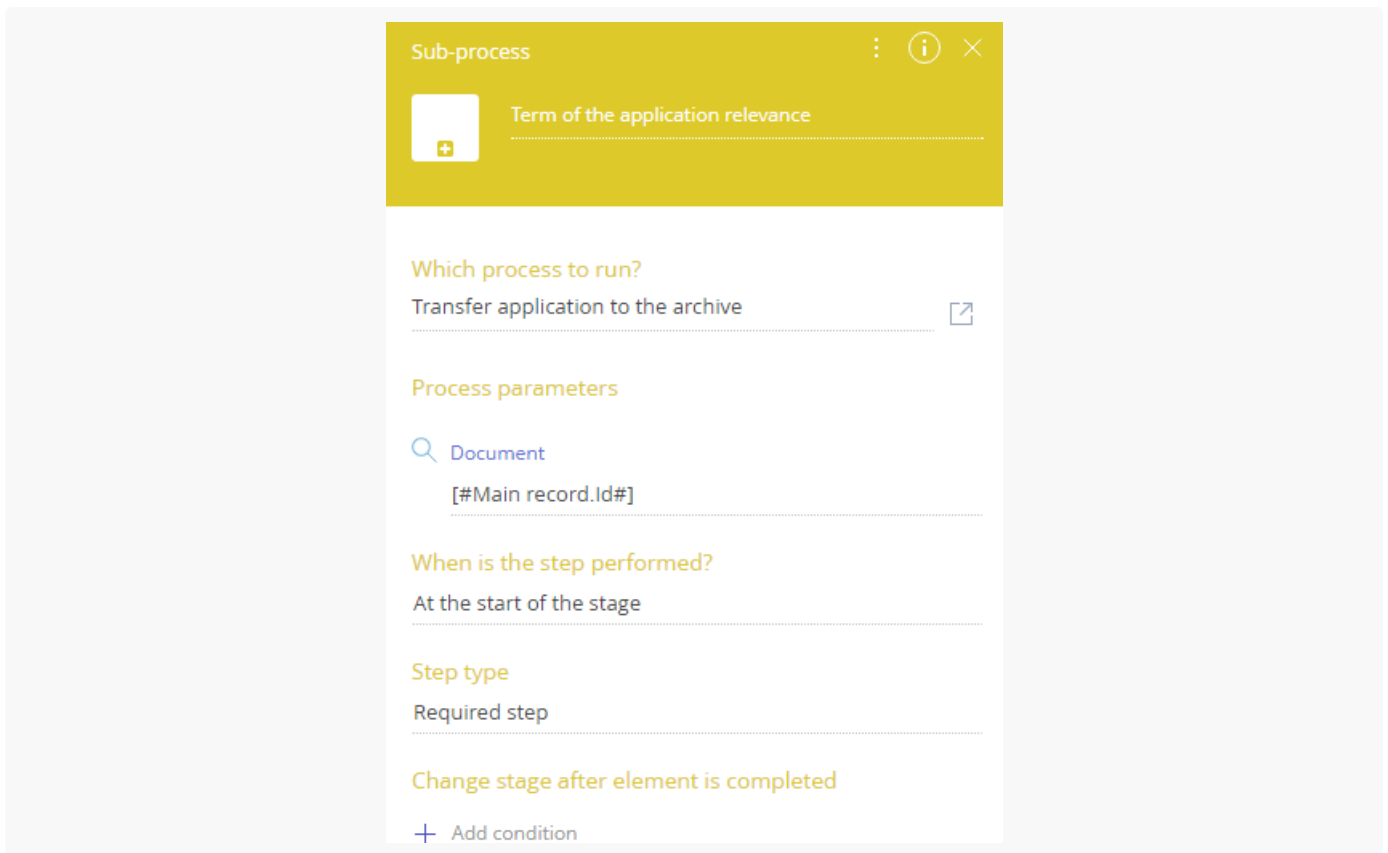 Sub-process
Term of the application relevance
Which process to run?
Transfer application to the archive
Process parameters
Document
[#Main record.Id#]
When is the step performed?
At the start of the stage
Step type
Required step
Change stage after element is completed
Add condition